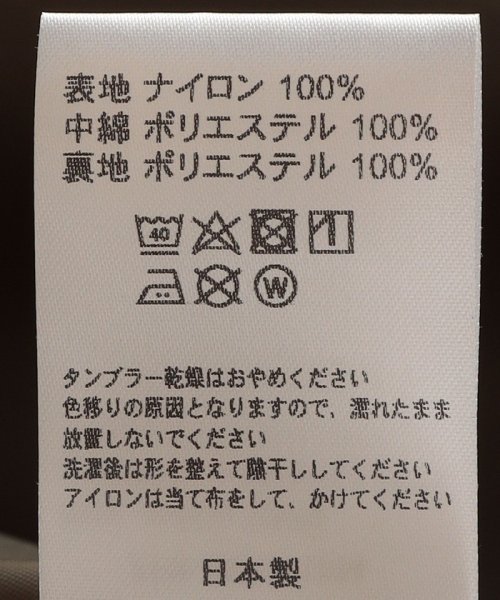 表地 ナイロン 100%
中綿 ポリエステル 100%
裏地 ポリエステル 100%
40
W
タンブラー乾燥はおやめください
色移りの原因となりますので、濡れたまま
放置しないでください
洗濯後は形を整えて陰干ししてください
アイロンは当て布をして、かけてください
日本製